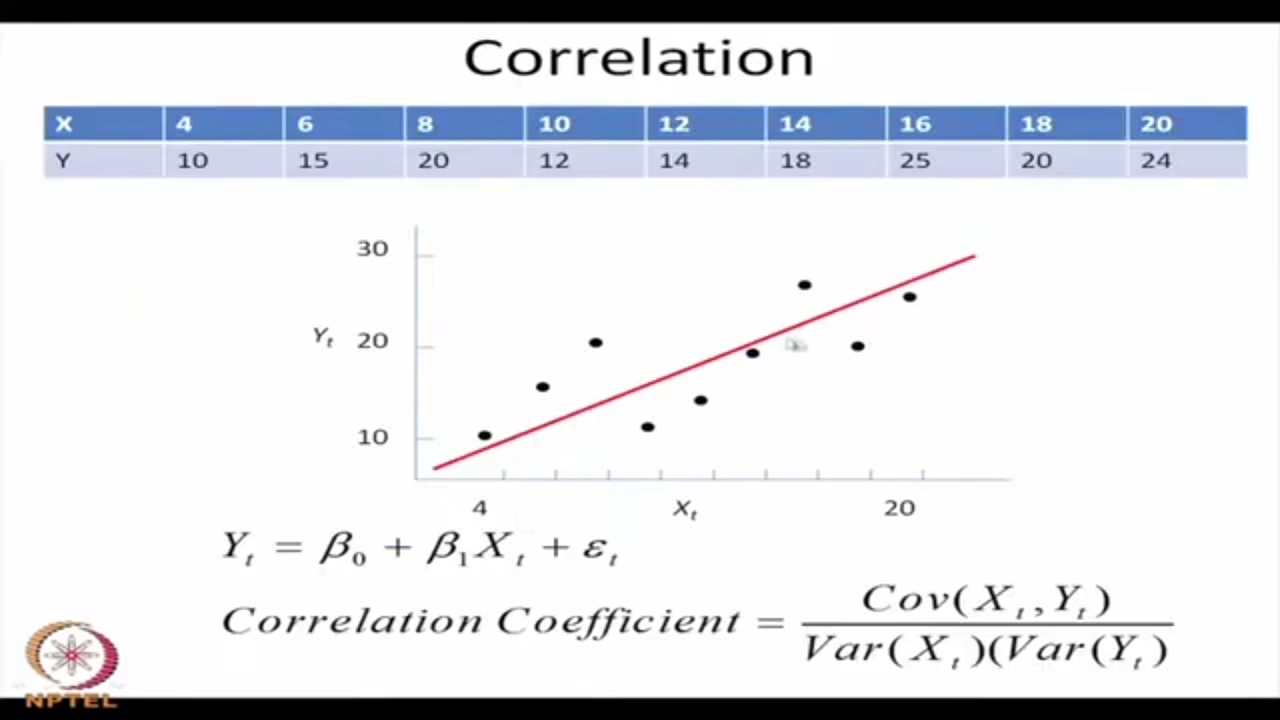 Correlation
X 4 6 8 10 12 14 16 18 20
Y 10 15 20 12 14 18 25 20 24
30
Yₜ 20
10
4 Xₜ 20
Yₜ = β₀ + β₁Xₜ + εₜ
Correlation Coefficient = Cov(Xₜ,Yₜ) / Var(Xₜ)(Var(Yₜ)
NPTEL